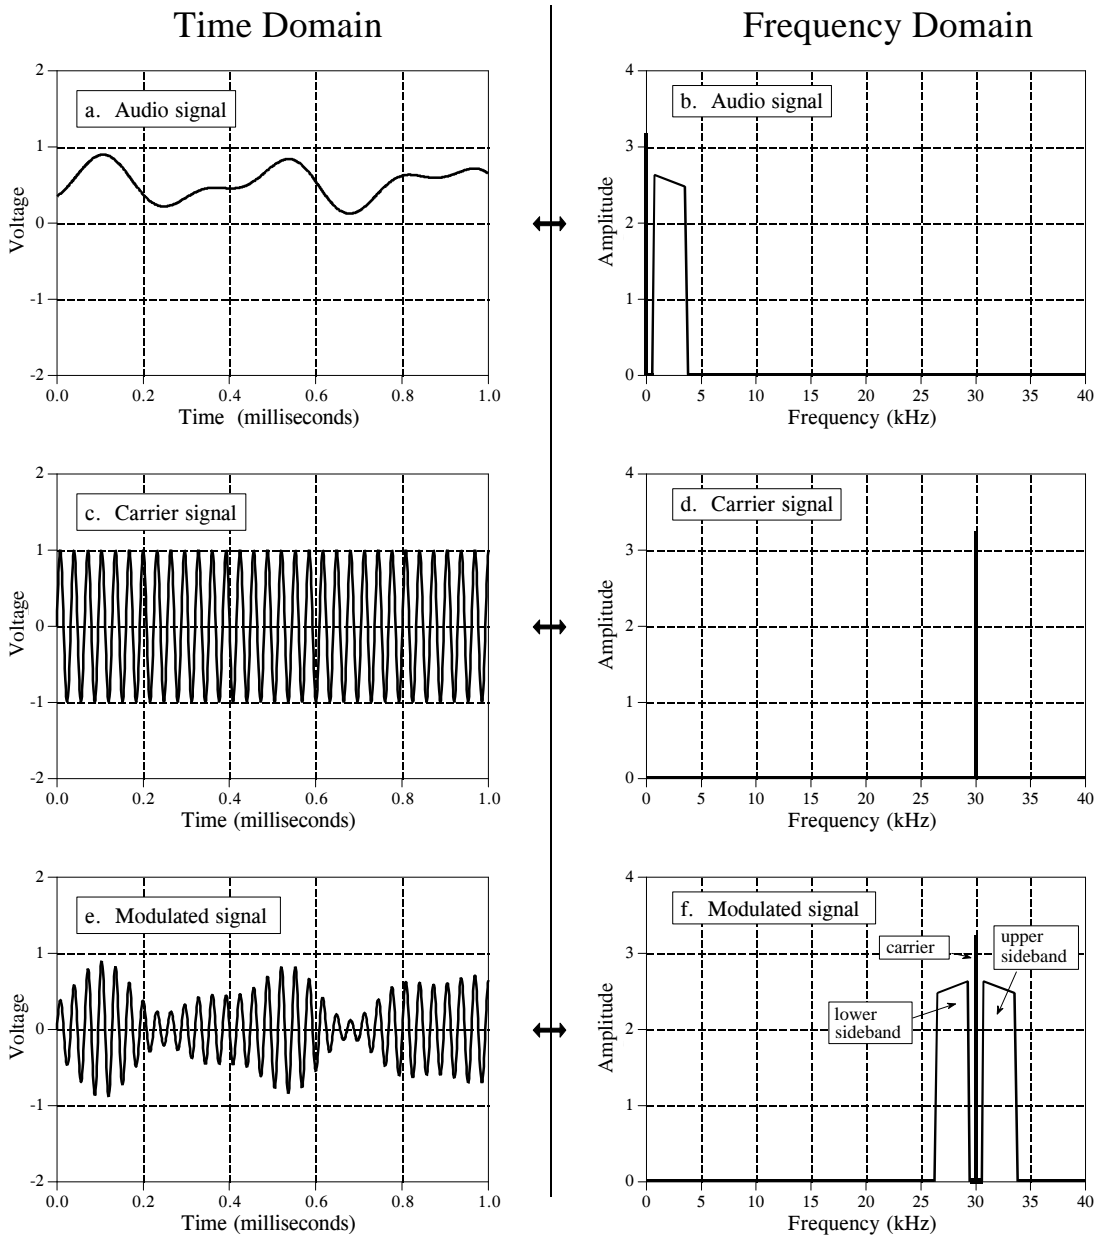 Time Domain
Frequency Domain
a. Audio signal
Voltage
2
1
0
-1
-2
0.0 0.2 0.4 0.6 0.8 1.0
Time (milliseconds)
b. Audio signal
Amplitude
4
3
2
1
0
0 5 10 15 20 25 30 35 40
Frequency (kHz)
c. Carrier signal
Voltage
2
1
0
-1
-2
0.0 0.2 0.4 0.6 0.8 1.0
Time (milliseconds)
d. Carrier signal
Amplitude
4
3
2
1
0
0 5 10 15 20 25 30 35 40
Frequency (kHz)
e. Modulated signal
Voltage
2
1
0
-1
-2
0.0 0.2 0.4 0.6 0.8 1.0
Time (milliseconds)
f. Modulated signal
carrier
upper
sideband
lower
sideband
Amplitude
4
3
2
1
0
0 5 10 15 20 25 30 35 40
Frequency (kHz)